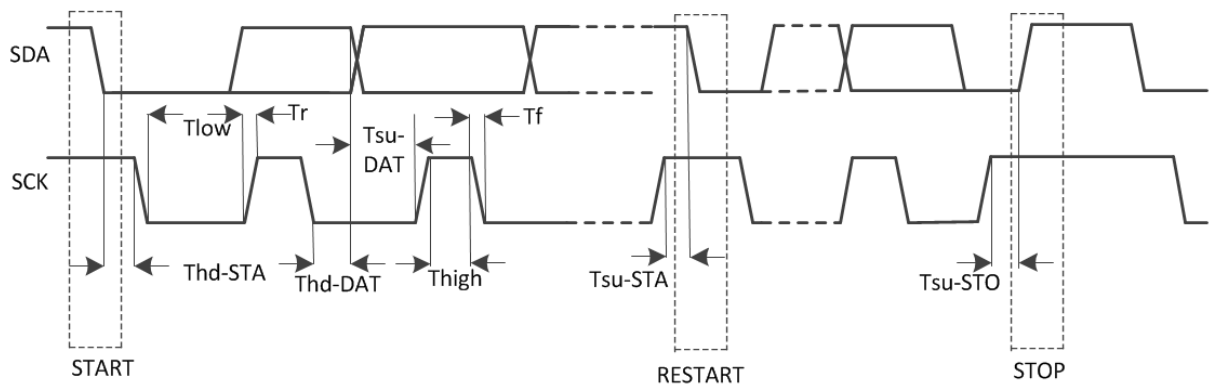 SDA
Tlow
Tr
Tsu-
DAT
Tf
SCK
Thd-STA
Thd-DAT
Thigh
Tsu-STA
Tsu-STO
START
RESTART
STOP